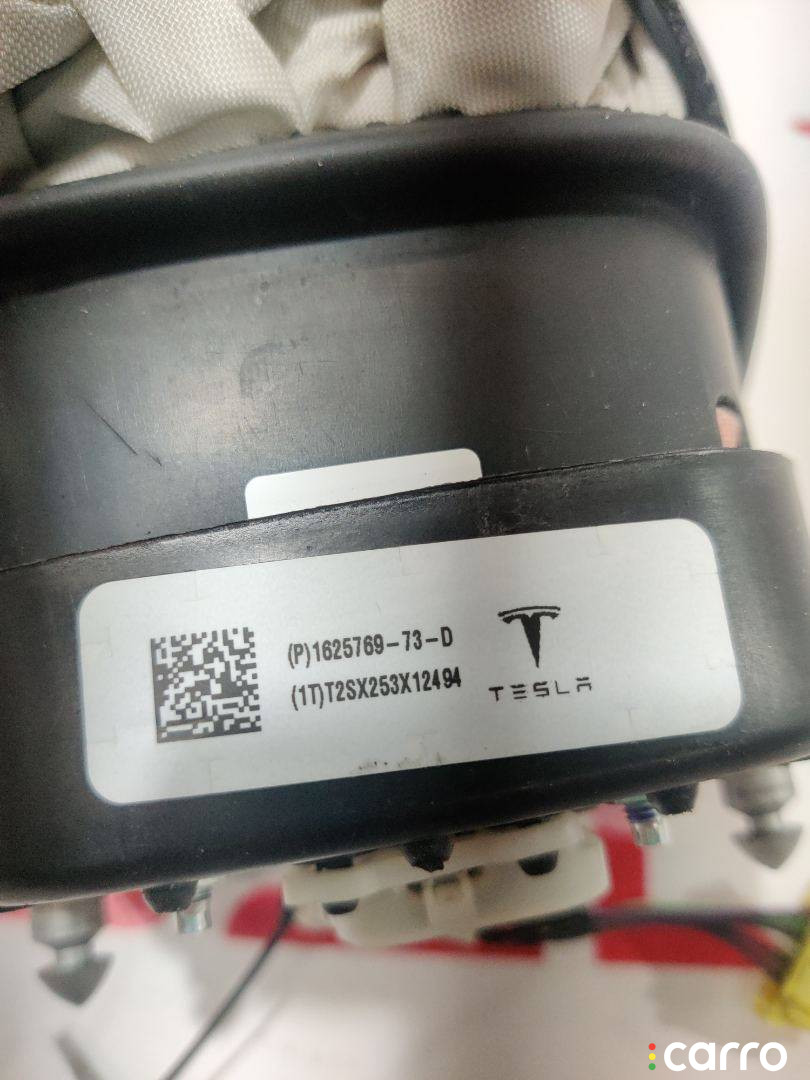 (P)1625769-73-D
(1T)T2SX253X12494
TESLA
carro